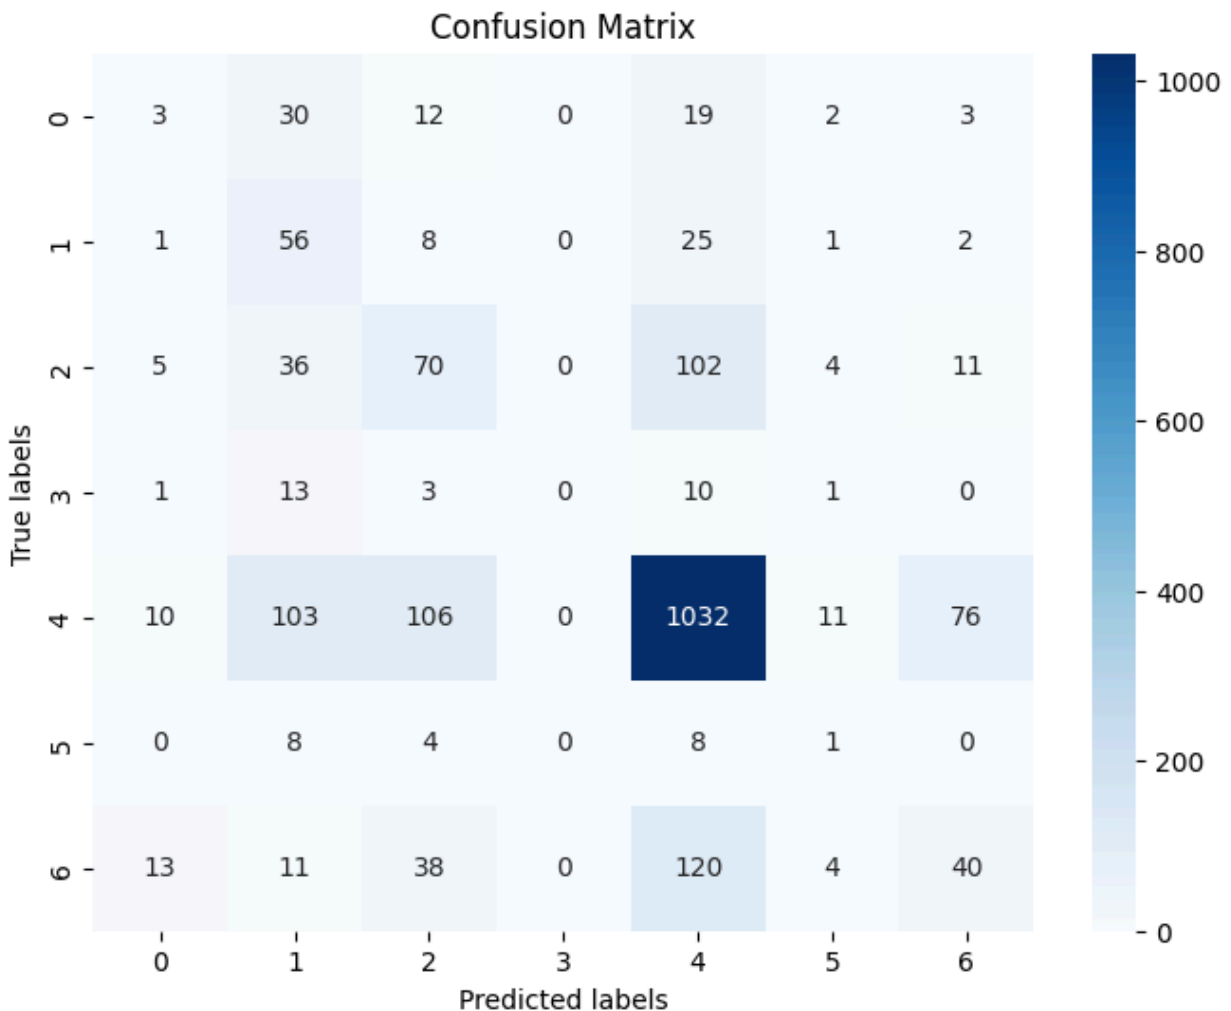 Confusion Matrix
0 3 30 12 0 19 2 3
1 1 56 8 0 25 1 2
2 5 36 70 0 102 4 11
3 1 13 3 0 10 1 0
4 10 103 106 0 1032 11 76
5 0 8 4 0 8 1 0
6 13 11 38 0 120 4 40
0 1 2 3 4 5 6
Predicted labels
True labels
1000
800
600
400
200
0